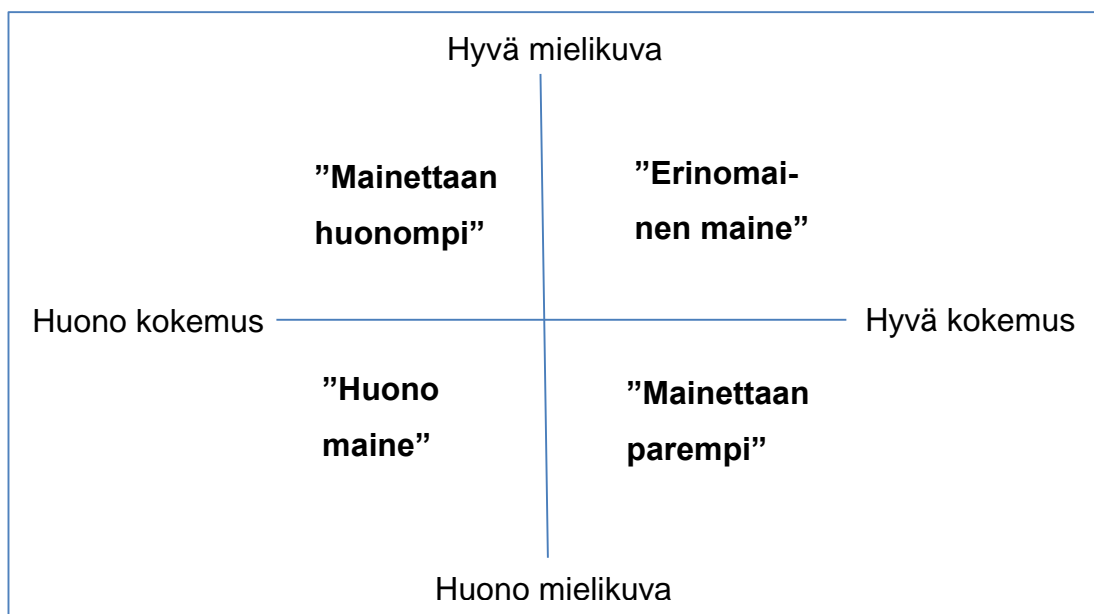 Hyvä mielikuva
”Mainettaan
huonompi”
”Erinomai-
nen maine”
Huono kokemus
Hyvä kokemus
”Huono
maine”
”Mainettaan
parempi”
Huono mielikuva